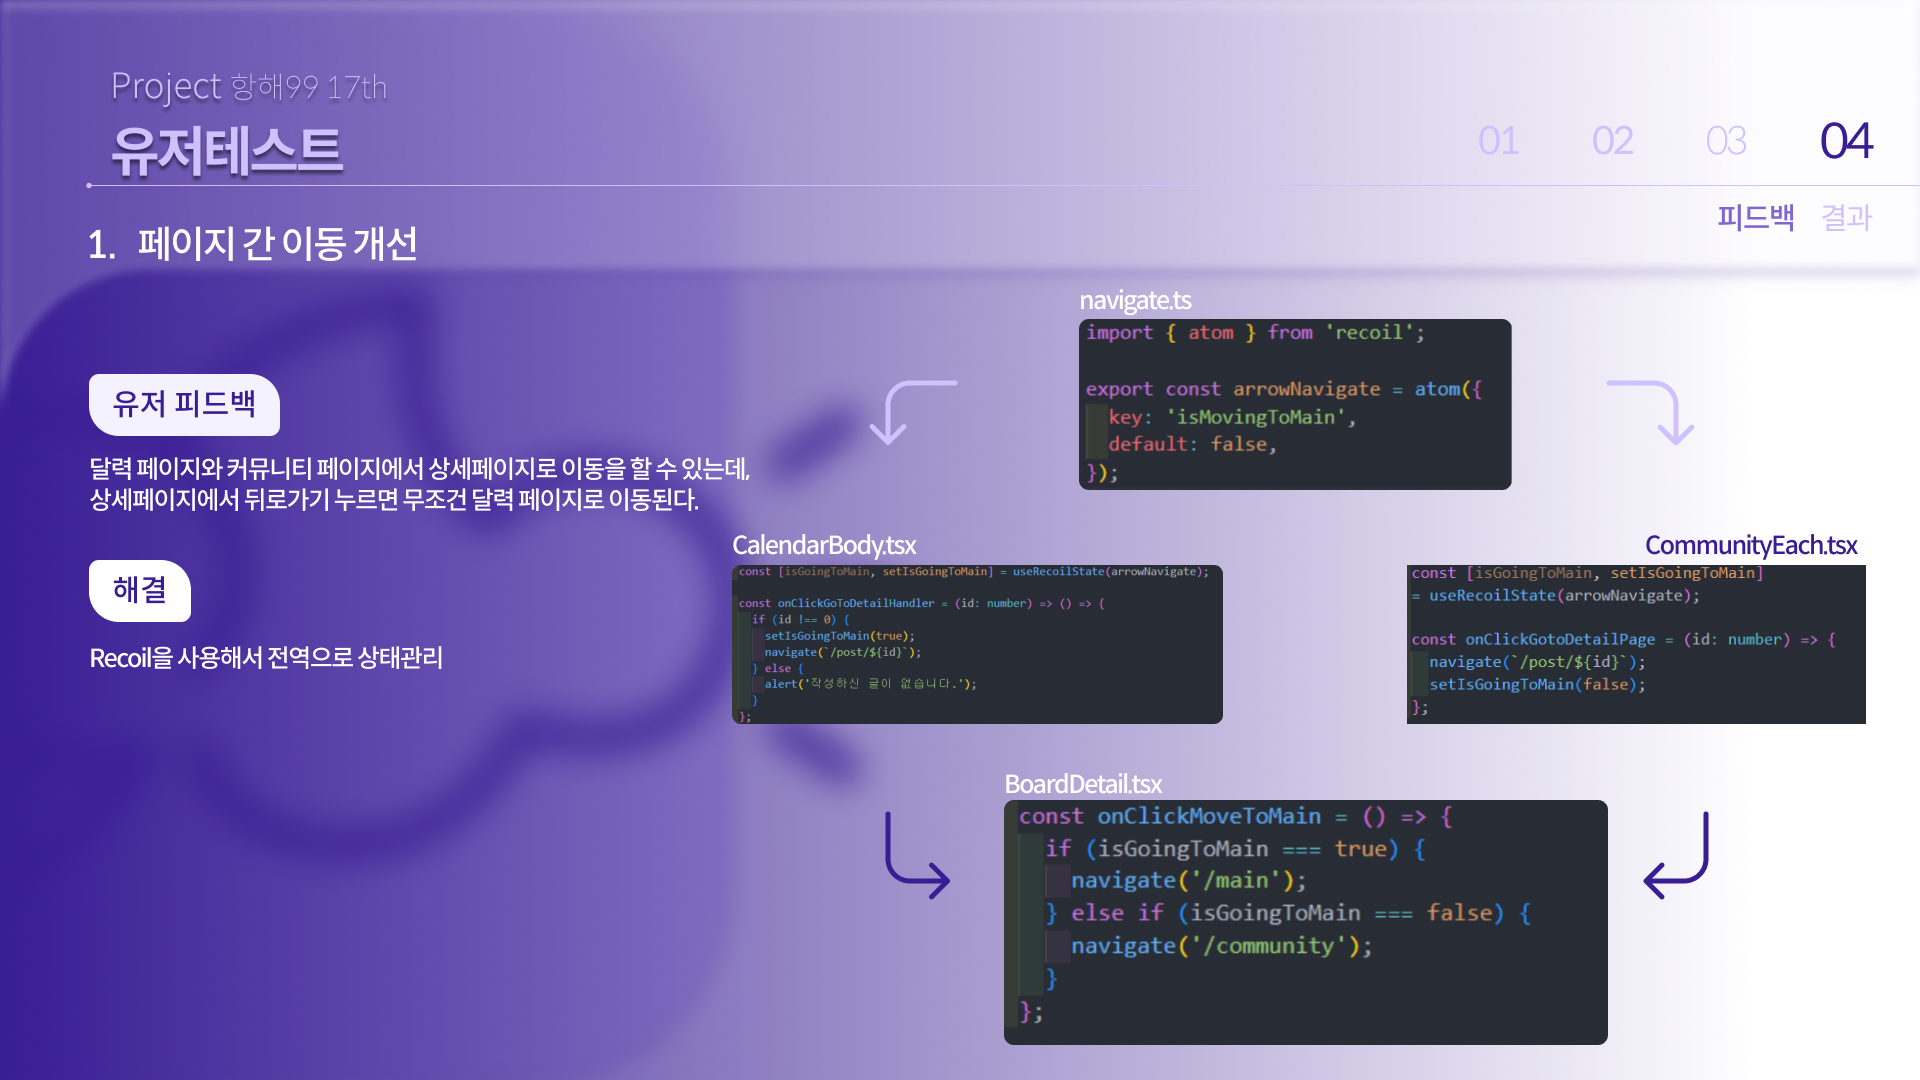 Project 항해99 17th
유저테스트
01 02 03 04
피드백 결과
1. 페이지 간 이동 개선
유저 피드백
달력 페이지와 커뮤니티 페이지에서 상세페이지로 이동을 할 수 있는데,
상세페이지에서 뒤로가기 누르면 무조건 달력 페이지로 이동된다.
해결
Recoil을 사용해서 전역으로 상태관리
navigate.ts
import { atom } from 'recoil';
export const arrowNavigate = atom({
key: 'isMovingToMain',
default: false,
});
CalendarBody.tsx
const [isGoingToMain, setIsGoingToMain] = useRecoilState(arrowNavigate);
const onClickGoToDetailHandler = (id: number) => () => {
if (id !== 0) {
setIsGoingToMain(true);
navigate(`/post/${id}`);
} else {
alert('작성하신 글이 없습니다.');
}
};
CommunityEach.tsx
const [isGoingToMain, setIsGoingToMain]
= useRecoilState(arrowNavigate);
const onClickGotoDetailPage = (id: number) => {
navigate(`/post/${id}`);
setIsGoingToMain(false);
};
BoardDetail.tsx
const onClickMoveToMain = () => {
if (isGoingToMain === true) {
navigate('/main');
} else if (isGoingToMain === false) {
navigate('/community');
}
};